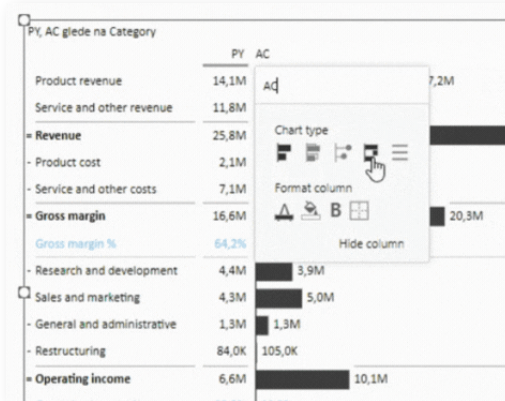 PY, AC glede na Category
PY AC
Product revenue 14,1M 7,2M
Service and other revenue 11,8M
= Revenue 25,8M
- Product cost 2,1M
- Service and other costs 7,1M
= Gross margin 16,6M 20,3M
Gross margin % 64,2%
- Research and development 4,4M 3,9M
Sales and marketing 4,3M 5,0M
- General and administrative 1,3M 1,3M
- Restructuring 84,0K 105,0K
= Operating income 6,6M 10,1M
AC
Chart type
Format column
A B
Hide column